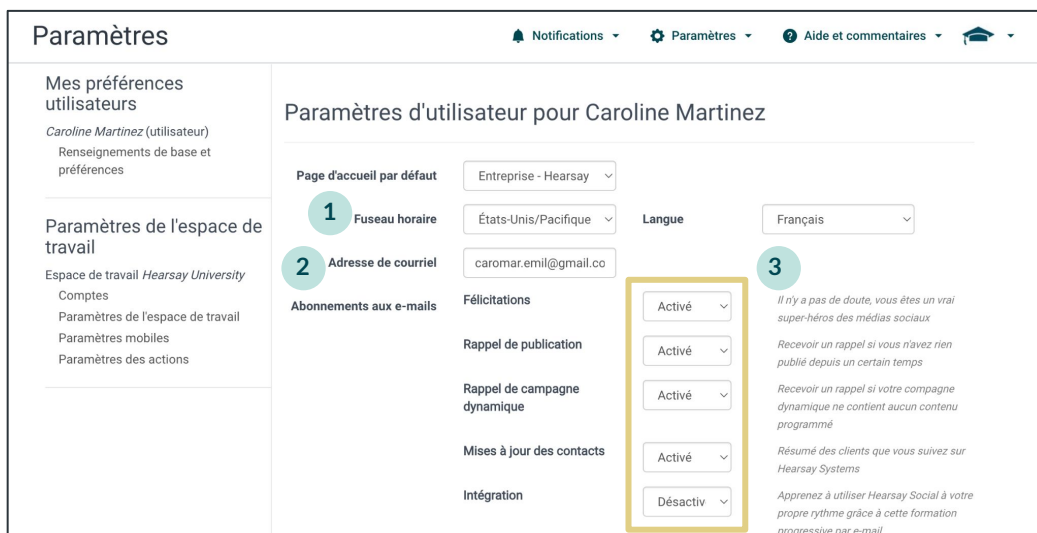 Paramètres
Notifications
Paramètres
Aide et commentaires
Mes préférences
utilisateurs
Caroline Martinez (utilisateur)
Renseignements de base et
préférences
Paramètres de l'espace de
travail
Espace de travail Hearsay University
Comptes
Paramètres de l'espace de travail
Paramètres mobiles
Paramètres des actions
Paramètres d'utilisateur pour Caroline Martinez
Page d'accueil par défaut
Entreprise - Hearsay
1
Fuseau horaire
États-Unis/Pacifique
Langue
Français
2
Adresse de courriel
caromar.emil@gmail.co
3
Abonnements aux e-mails
Félicitations
Activé
Il n'y a pas de doute, vous êtes un vrai
super-héros des médias sociaux
Rappel de publication
Activé
Recevoir un rappel si vous n'avez rien
publié depuis un certain temps
Rappel de campagne
dynamique
Activé
Recevoir un rappel si votre compagne
dynamique ne contient aucun contenu
programmé
Mises à jour des contacts
Activé
Résumé des clients que vous suivez sur
Hearsay Systems
Intégration
Désactiv
Apprenez à utiliser Hearsay Social à votre
propre rythme grâce à cette formation
progressive par e-mail